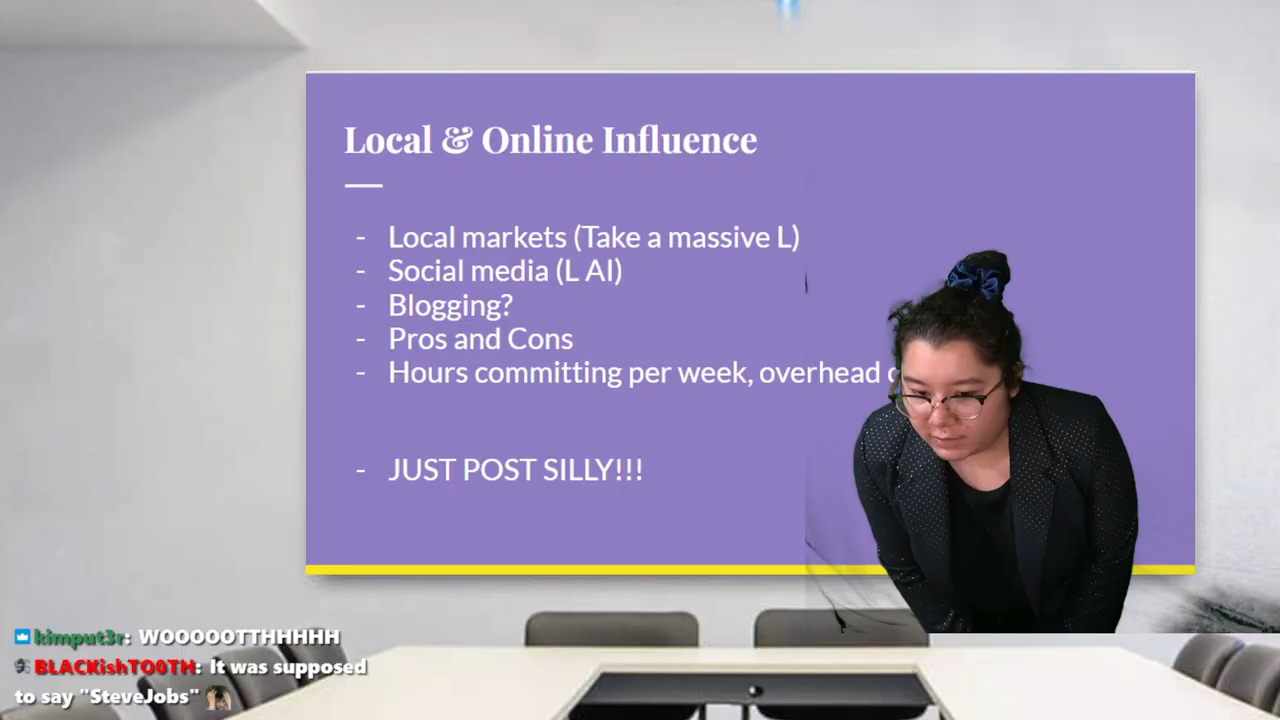 Local & Online Influence
- Local markets (Take a massive L)
- Social media (L AI)
- Blogging?
- Pros and Cons
- Hours committing per week, overhead
- JUST POST SILLY!!!
kimput3r: WOOOOOTTHHHHH
BLACKishTO0TH: It was supposed
to say "SteveJobs"